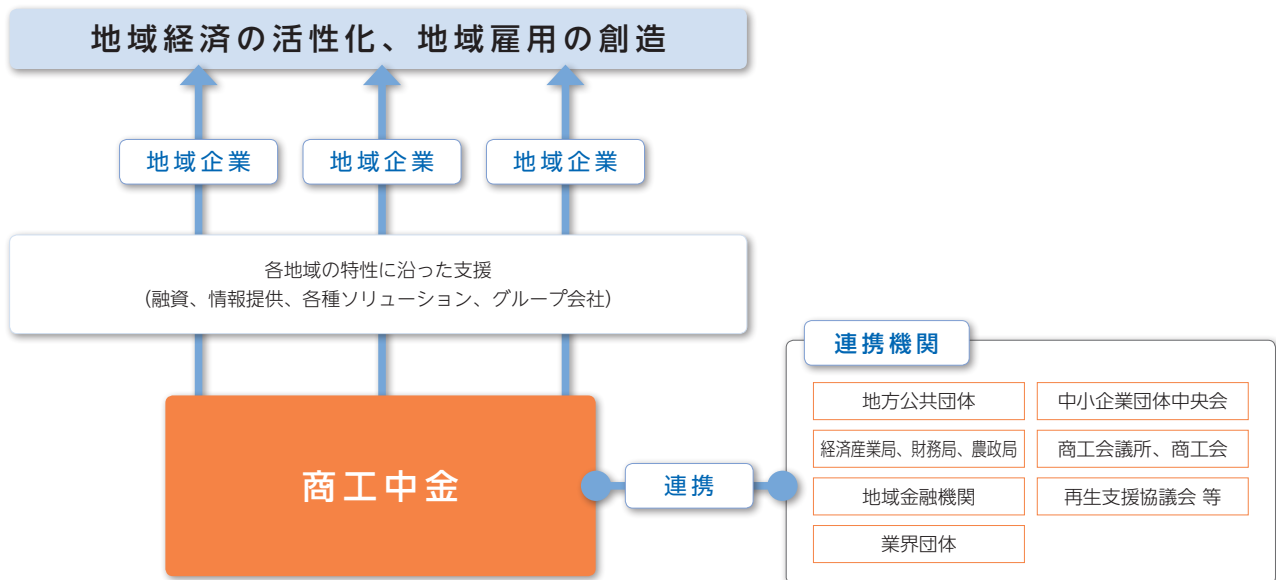 地域経済の活性化、地域雇用の創造
地域企業
地域企業
地域企業
各地域の特性に沿った支援
（融資、情報提供、各種ソリューション、グループ会社）
商工中金
連携
連携機関
地方公共団体
中小企業団体中央会
経済産業局、財務局、農政局
商工会議所、商工会
地域金融機関
再生支援協議会 等
業界団体